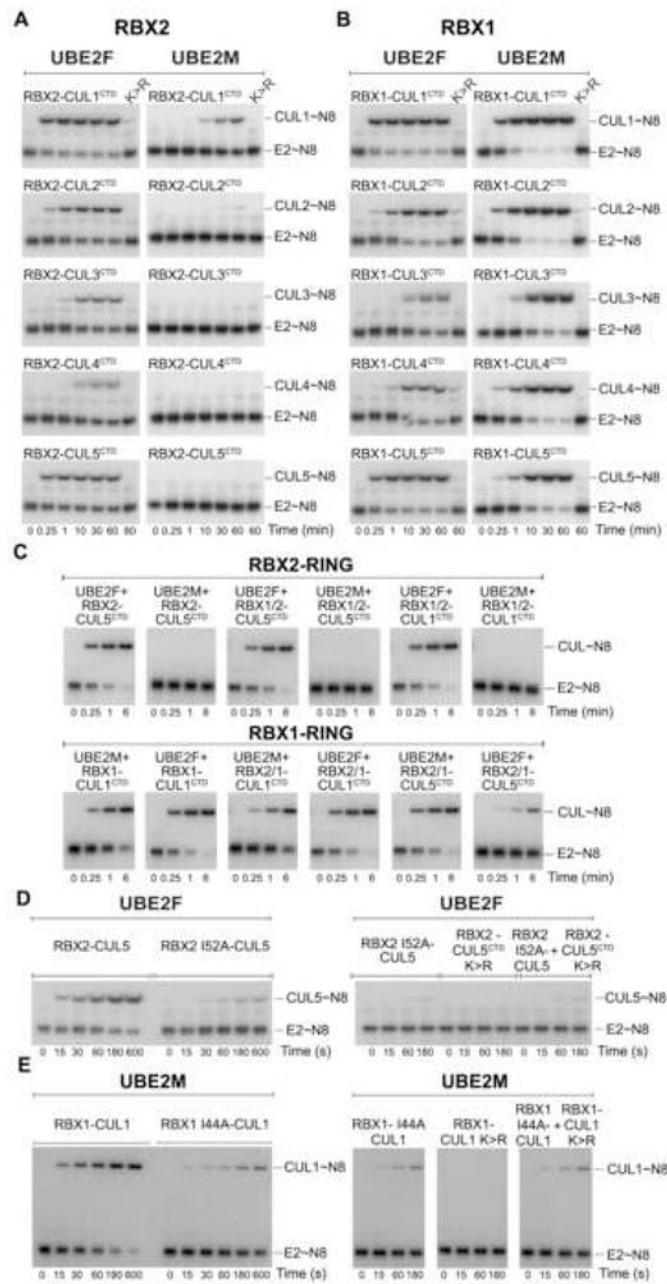 A
RBX2
UBE2F UBE2M
RBX2-CUL1CTD K>R RBX2-CUL1CTD K>R
CUL1~N8
E2~N8
RBX2-CUL2CTD RBX2-CUL2CTD
CUL2~N8
E2~N8
RBX2-CUL3CTD RBX2-CUL3CTD
CUL3~N8
E2~N8
RBX2-CUL4CTD RBX2-CUL4CTD
CUL4~N8
E2~N8
RBX2-CUL5CTD RBX2-CUL5CTD
CUL5~N8
E2~N8
0 0.25 1 10 30 60 60 0 0.25 1 10 30 60 60 Time (min)
B
RBX1
UBE2F UBE2M
RBX1-CUL1CTD K>R RBX1-CUL1CTD K>R
CUL1~N8
E2~N8
RBX1-CUL2CTD RBX1-CUL2CTD
CUL2~N8
E2~N8
RBX1-CUL3CTD RBX1-CUL3CTD
CUL3~N8
E2~N8
RBX1-CUL4CTD RBX1-CUL4CTD
CUL4~N8
E2~N8
RBX1-CUL5CTD RBX1-CUL5CTD
CUL5~N8
E2~N8
0 0.25 1 10 30 60 60 0 0.25 1 10 30 60 60 Time (min)
C
RBX2-RING
UBE2F+ UBE2M+ UBE2F+ UBE2M+ UBE2F+ UBE2M+
RBX2- RBX2- RBX1/2- RBX1/2- RBX1/2- RBX1/2-
CUL5CTD CUL5CTD CUL5CTD CUL5CTD CUL1CTD CUL1CTD
CUL~N8
E2~N8
0 0.25 1 6 0 0.25 1 6 0 0.25 1 6 0 0.25 1 6 0 0.25 1 6 0 0.25 1 6 Time (min)
RBX1-RING
UBE2M+ UBE2F+ UBE2M+ UBE2F+ UBE2M+ UBE2F+
RBX1- RBX1- RBX2/1- RBX2/1- RBX2/1- RBX2/1-
CUL1CTD CUL1CTD CUL1CTD CUL1CTD CUL5CTD CUL5CTD
CUL~N8
E2~N8
0 0.25 1 6 0 0.25 1 6 0 0.25 1 6 0 0.25 1 6 0 0.25 1 6 0 0.25 1 6 Time (min)
D
UBE2F UBE2F
RBX2-CUL5 RBX2 I52A-CUL5
RBX2 I52A- RBX2 - RBX2 RBX2 -
CUL5 CUL5CTD I52A- + CUL5CTD
K>R CUL5 K>R
CUL5~N8 CUL5~N8
E2~N8 E2~N8
0 15 30 60 180 600 0 15 30 60 180 600 Time (s) 0 15 60 180 0 15 60 180 0 15 60 180 Time (s)
E
UBE2M UBE2M
RBX1-CUL1 RBX1 I44A-CUL1
RBX1- I44A RBX1- RBX1 RBX1-
CUL1 CUL1 K>R I44A- + CUL1
CUL1 K>R
CUL1~N8 CUL1~N8
E2~N8 E2~N8
0 15 30 60 180 600 0 15 30 60 180 600 Time (s) 0 15 60 180 0 15 60 180 0 15 60 180 Time (s)